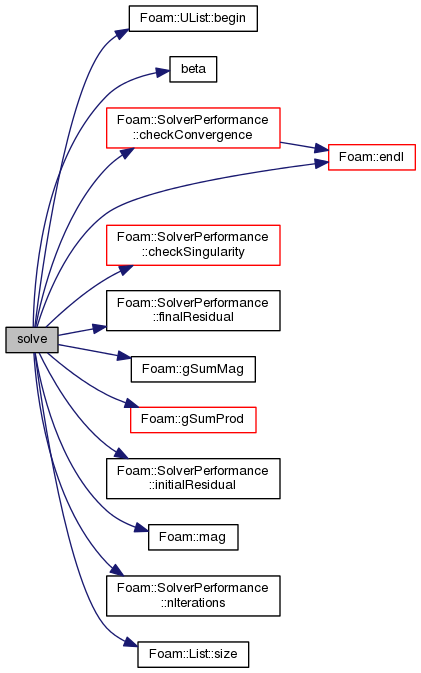 Foam::UList::begin
beta
Foam::SolverPerformance
::checkConvergence
Foam::endl
Foam::SolverPerformance
::checkSingularity
Foam::SolverPerformance
::finalResidual
solve
Foam::gSumMag
Foam::gSumProd
Foam::SolverPerformance
::initialResidual
Foam::mag
Foam::SolverPerformance
::nIterations
Foam::List::size